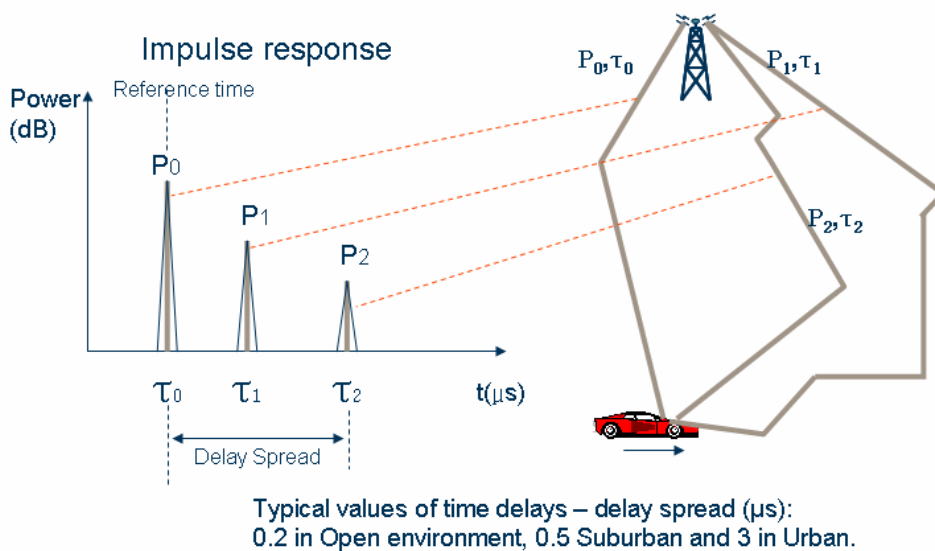 Impulse response
Reference time
Power
(dB)
P0
P1
P2
τ0
τ1
τ2
t(μs)
Delay Spread
P0,τ0
P1,τ1
P2,τ2
Typical values of time delays – delay spread (μs):
0.2 in Open environment, 0.5 Suburban and 3 in Urban.